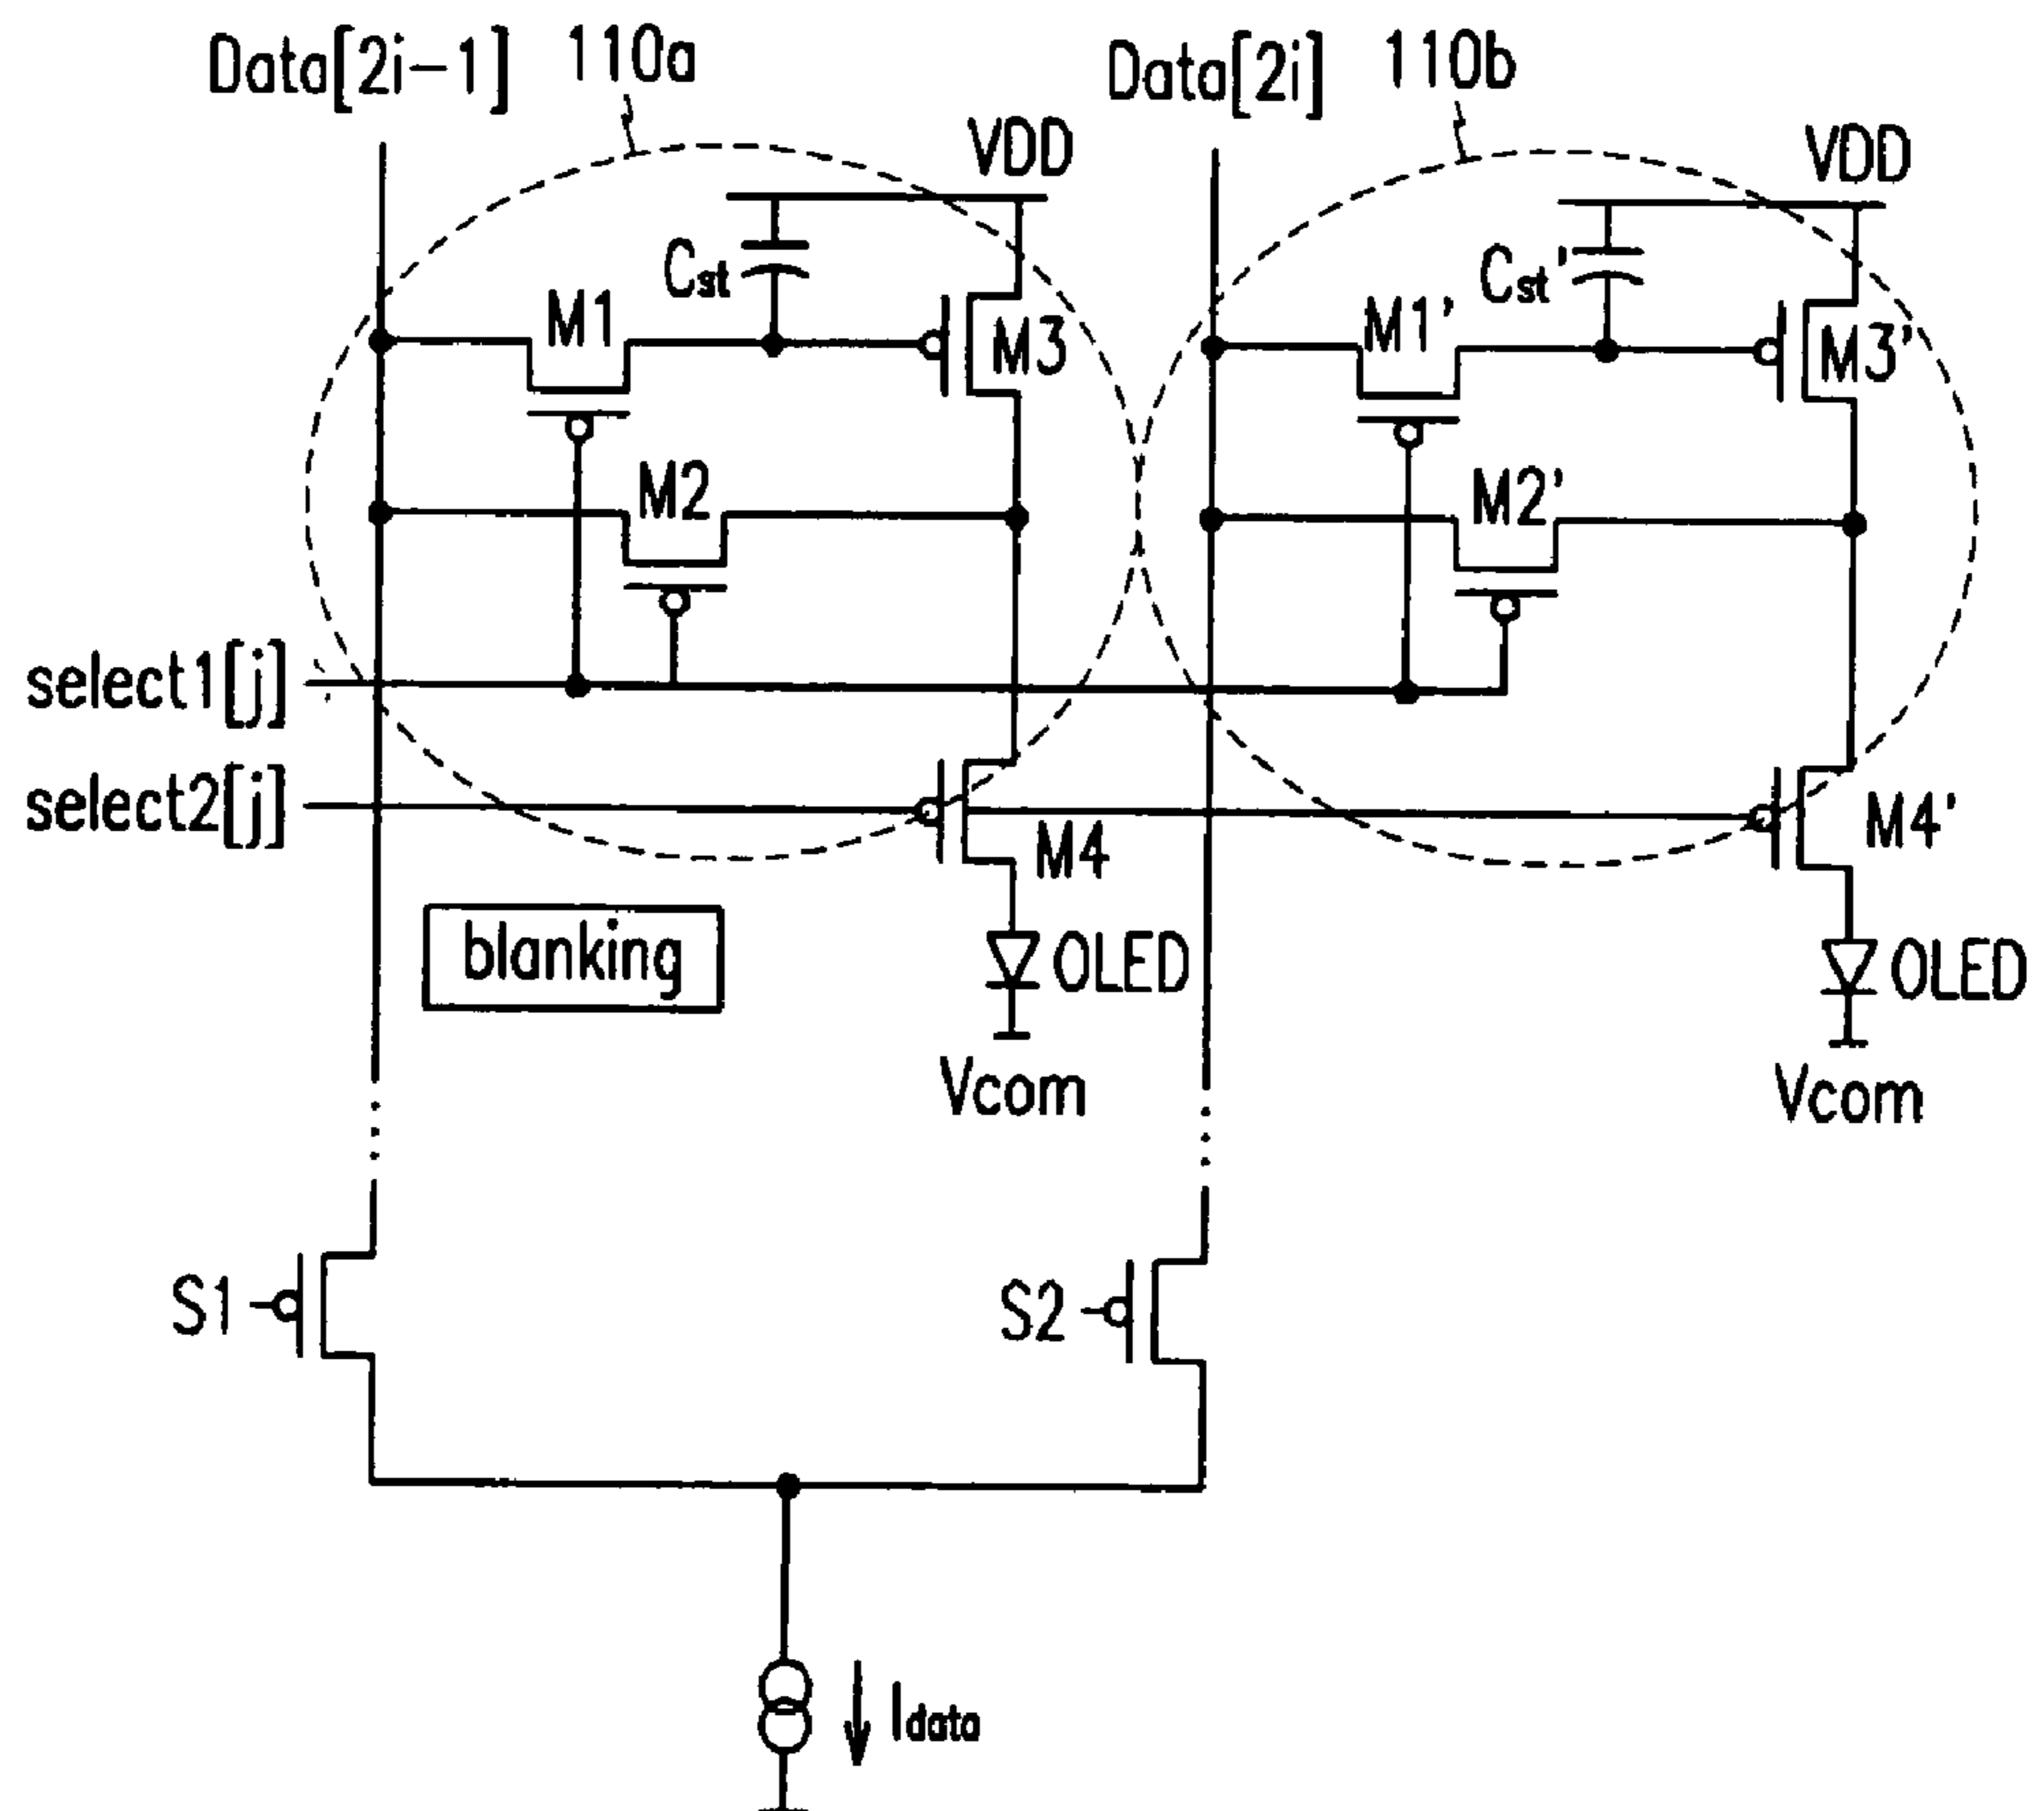 Data[2i-1] 110a Data[2i] 110b
VDD VDD
Cst Cst'
M1 M3 M1' M3'
M2 M2'
select1[j]
select2[j]
M4 M4'
blanking OLED OLED
Vcom Vcom
S1 S2
Idata